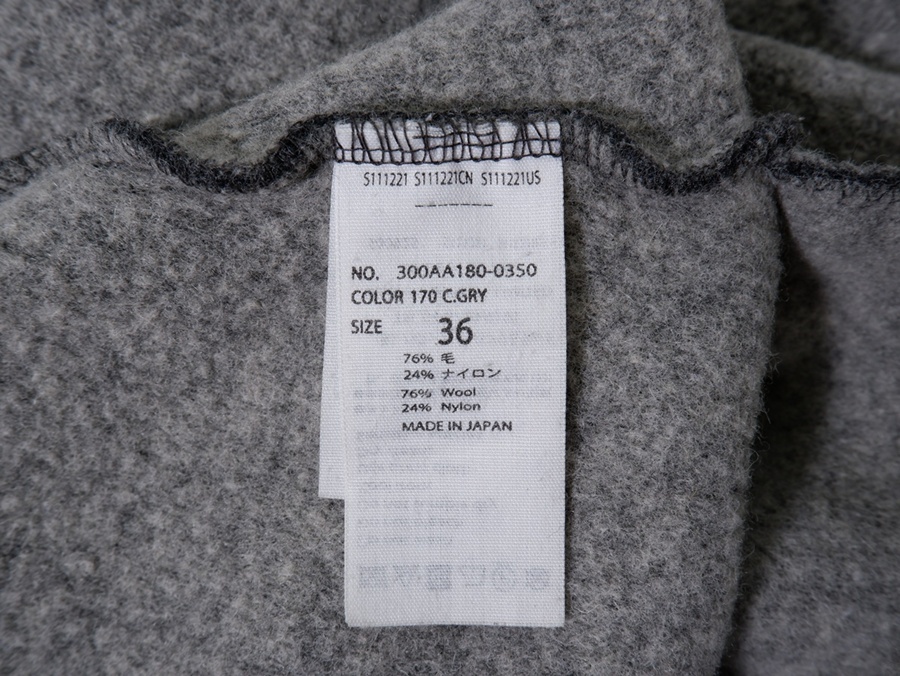 S111221 S111221CN S111221US
NO. 300AA180-0350
COLOR 170 C.GRY
SIZE 36
76% 毛
24% ナイロン
76% Wool
24% Nylon
MADE IN JAPAN